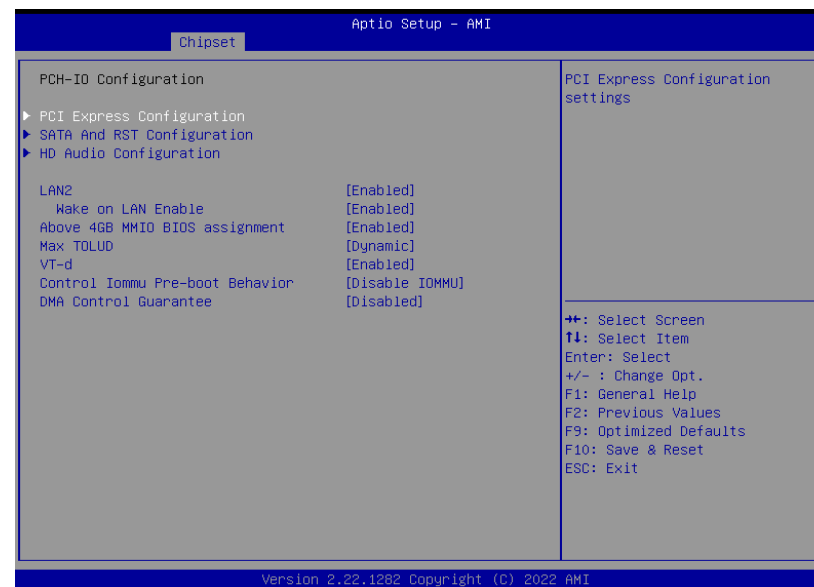 Aptio Setup – AMI
Chipset
PCH-IO Configuration
PCI Express Configuration
SATA And RST Configuration
HD Audio Configuration
LAN2 [Enabled]
Wake on LAN Enable [Enabled]
Above 4GB MMIO BIOS assignment [Enabled]
Max TOLUD [Dynamic]
VT-d [Enabled]
Control Iommu Pre-boot Behavior [Disable IOMMU]
DMA Control Guarantee [Disabled]
PCI Express Configuration
settings
→←: Select Screen
↑↓: Select Item
Enter: Select
+/- : Change Opt.
F1: General Help
F2: Previous Values
F9: Optimized Defaults
F10: Save & Reset
ESC: Exit
Version 2.22.1282 Copyright (C) 2022 AMI